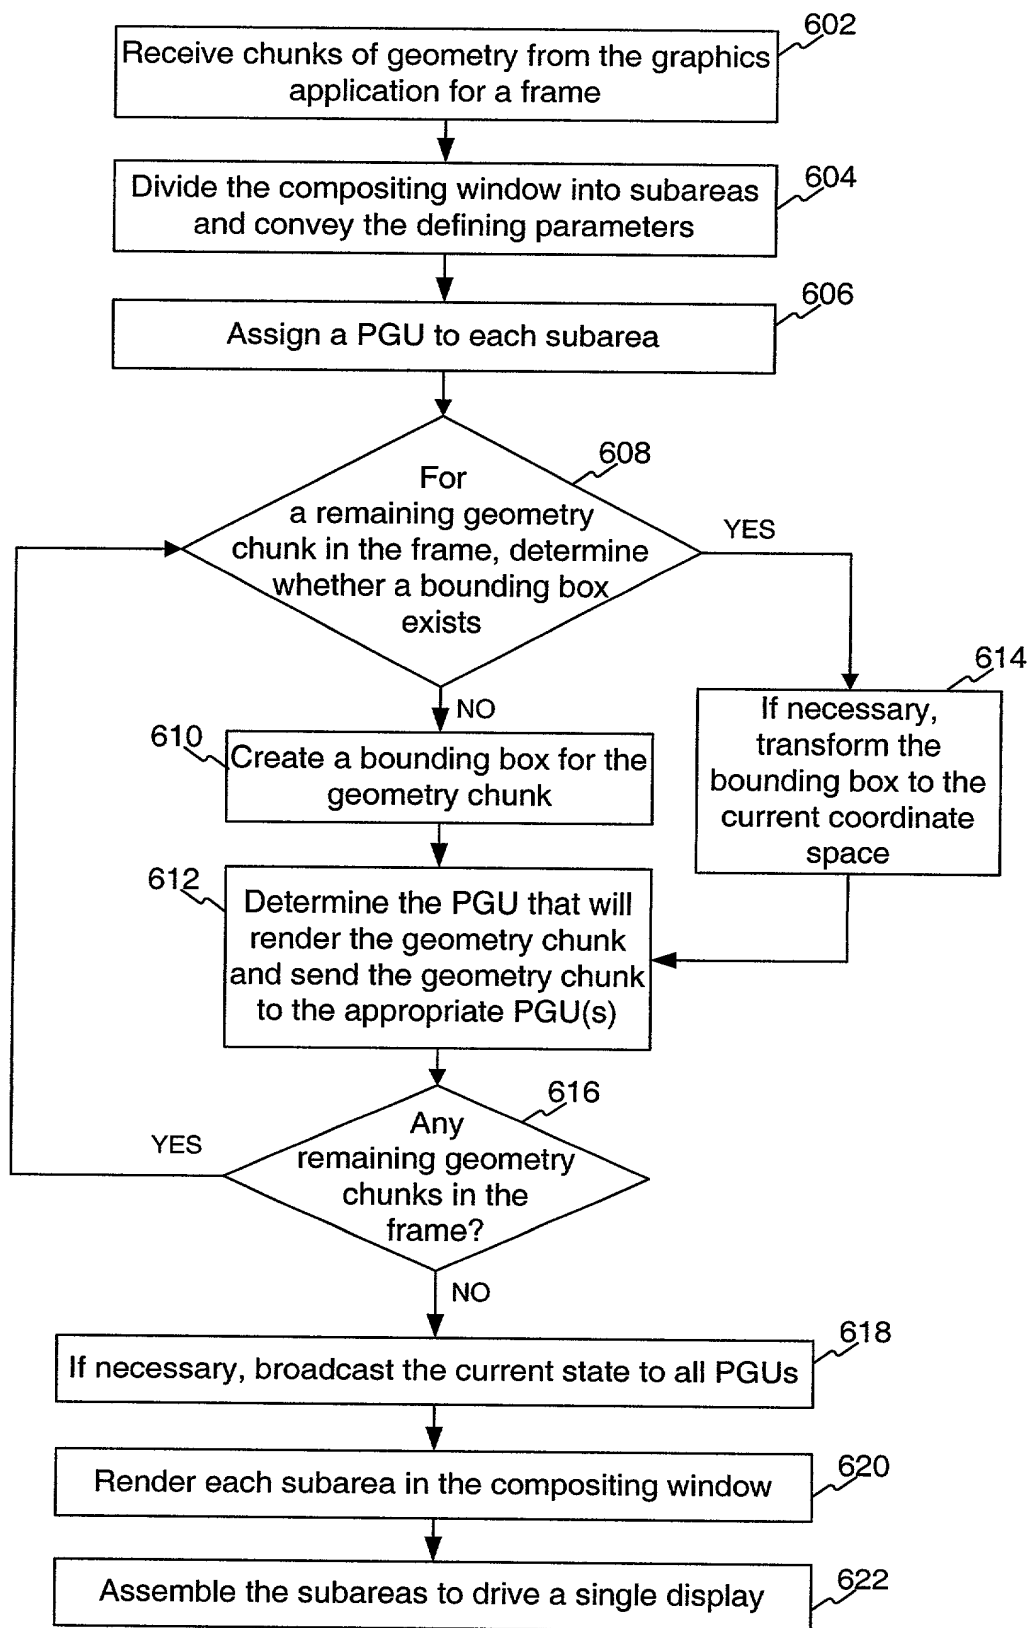 602
Receive chunks of geometry from the graphics
application for a frame
604
Divide the compositing window into subareas
and convey the defining parameters
606
Assign a PGU to each subarea
608
For
a remaining geometry
chunk in the frame, determine
whether a bounding box
exists
YES
NO
614
If necessary,
transform the
bounding box to the
current coordinate
space
610
Create a bounding box for the
geometry chunk
612
Determine the PGU that will
render the geometry chunk
and send the geometry chunk
to the appropriate PGU(s)
616
Any
remaining geometry
chunks in the
frame?
YES
NO
618
If necessary, broadcast the current state to all PGUs
620
Render each subarea in the compositing window
622
Assemble the subareas to drive a single display